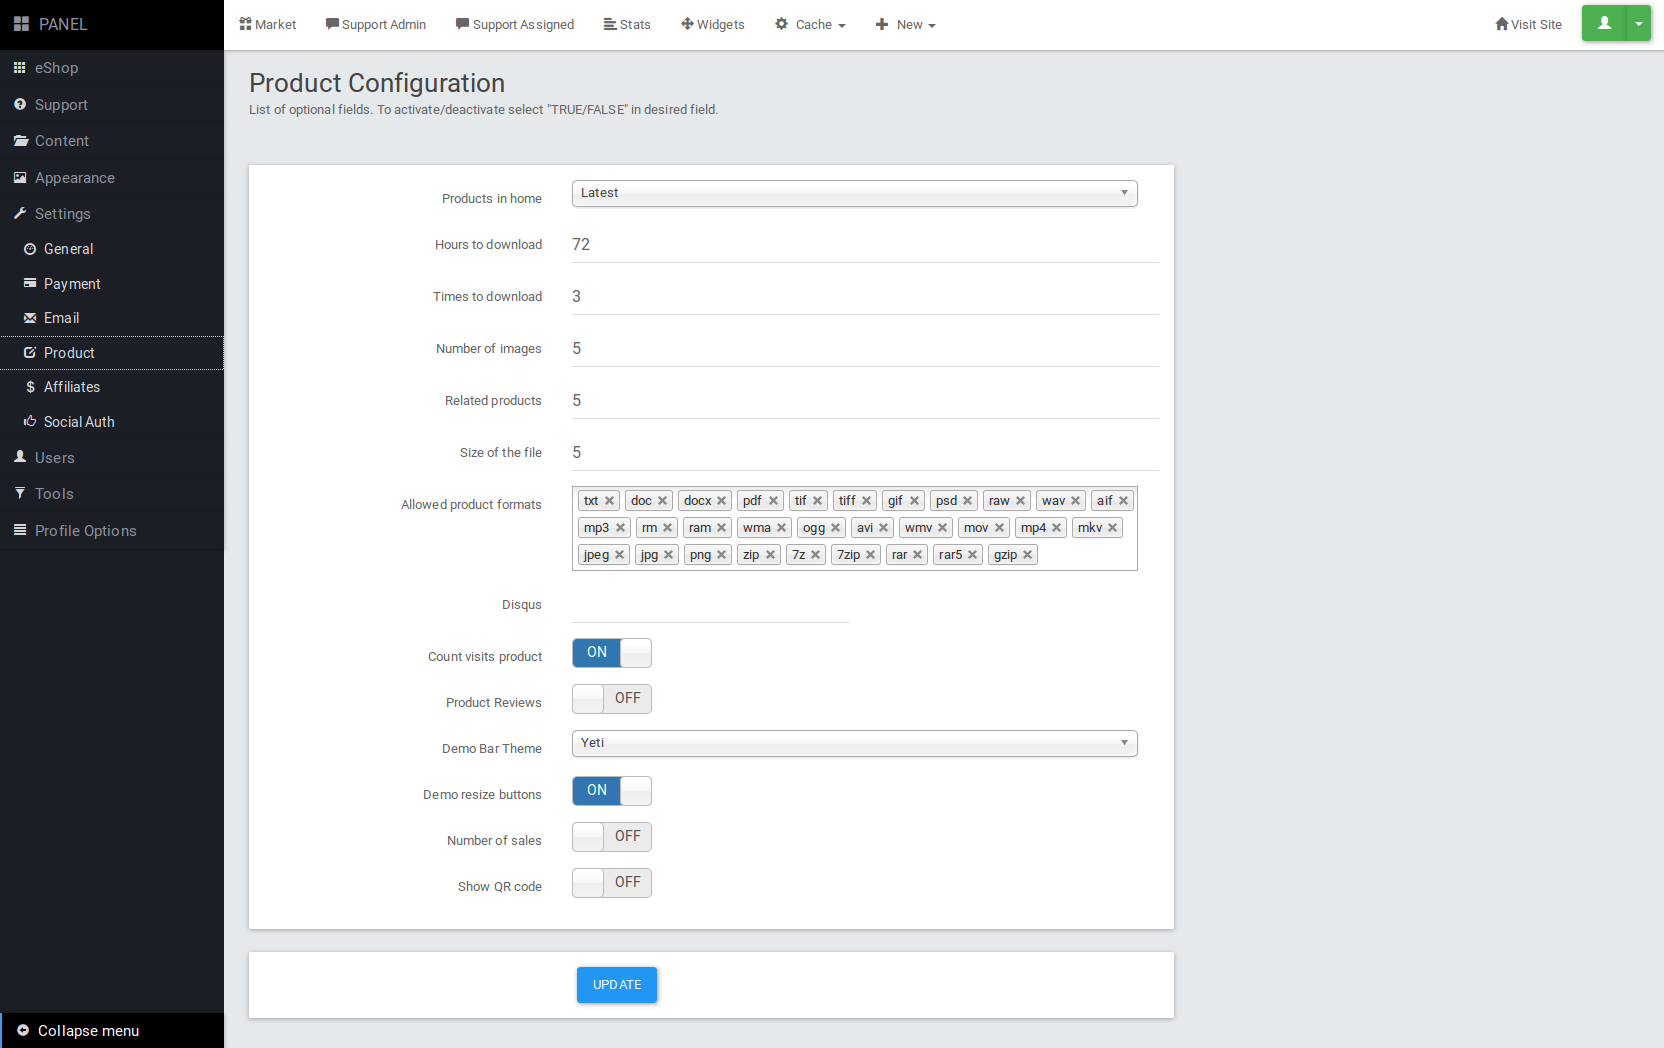 PANEL
Market
Support Admin
Support Assigned
Stats
Widgets
Cache
New
Visit Site
eShop
Support
Content
Appearance
Settings
General
Payment
Email
Product
Affiliates
Social Auth
Users
Tools
Profile Options
Collapse menu
Product Configuration
List of optional fields. To activate/deactivate select "TRUE/FALSE" in desired field.
Products in home
Latest
Hours to download
72
Times to download
3
Number of images
5
Related products
5
Size of the file
5
Allowed product formats
txt doc docx pdf tif tiff gif psd raw wav aif
mp3 rm ram wma ogg avi wmv mov mp4 mkv
jpeg jpg png zip 7z 7zip rar rar5 gzip
Disqus
Count visits product
ON
Product Reviews
OFF
Demo Bar Theme
Yeti
Demo resize buttons
ON
Number of sales
OFF
Show QR code
OFF
UPDATE